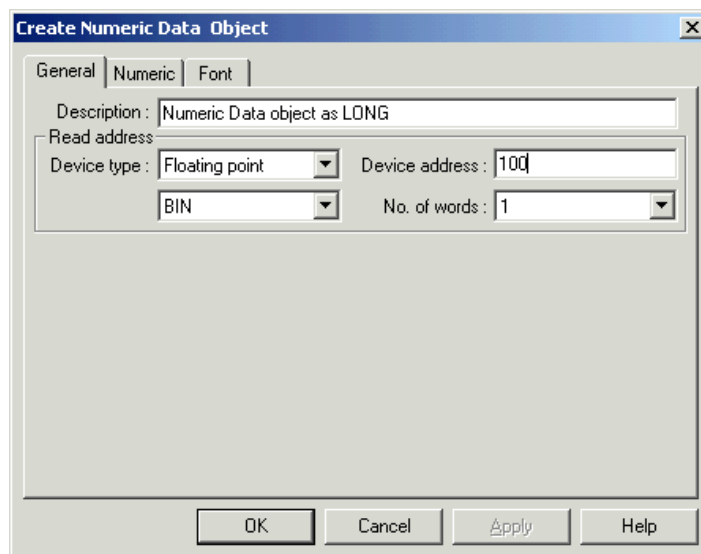 Create Numeric Data Object
General Numeric Font
Description : Numeric Data object as LONG
Read address
Device type : Floating point Device address : 100
BIN No. of words : 1
OK Cancel Apply Help